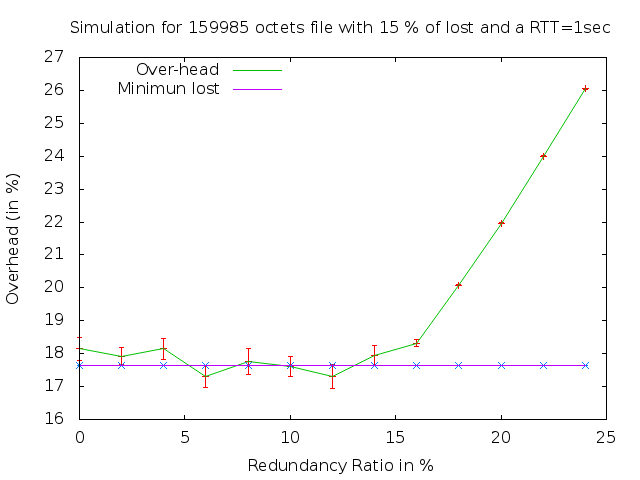 Simulation for 159985 octets file with 15 % of lost and a RTT=1sec
27
26
25
24
23
22
21
20
19
18
17
16
Overhead (in %)
Over-head
Minimun lost
0 5 10 15 20 25
Redundancy Ratio in %